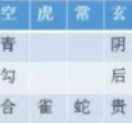 空 虎 常 玄
青 阴
勾 后
合 雀 蛇 贵